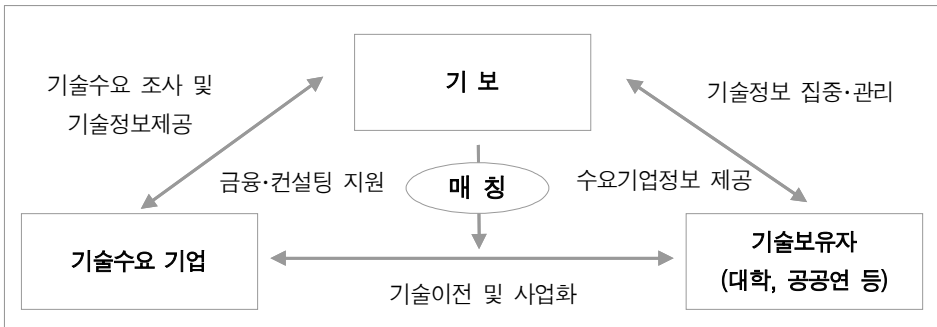 기술수요 조사 및
기술정보제공
기 보
기술정보 집중·관리
금융·컨설팅 지원
매 칭
수요기업정보 제공
기술수요 기업
기술보유자
(대학, 공공연 등)
기술이전 및 사업화